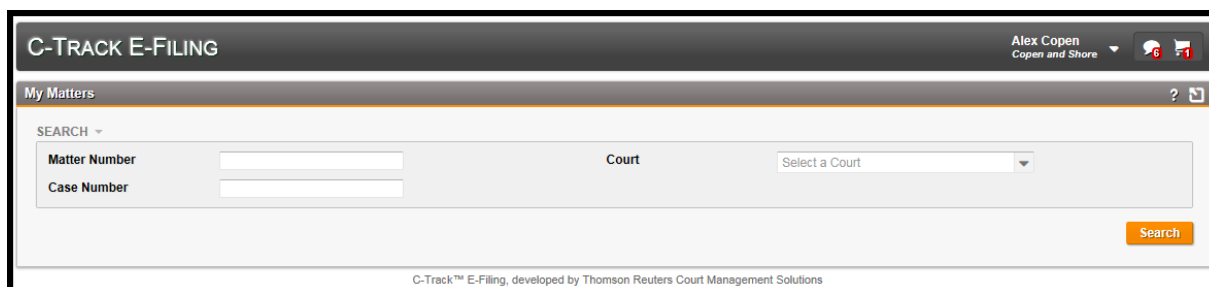 C-TRACK E-FILING
Alex Copen
Copen and Shore
6
1
My Matters
?
SEARCH
Matter Number
Court
Select a Court
Case Number
Search
C-Track™ E-Filing, developed by Thomson Reuters Court Management Solutions